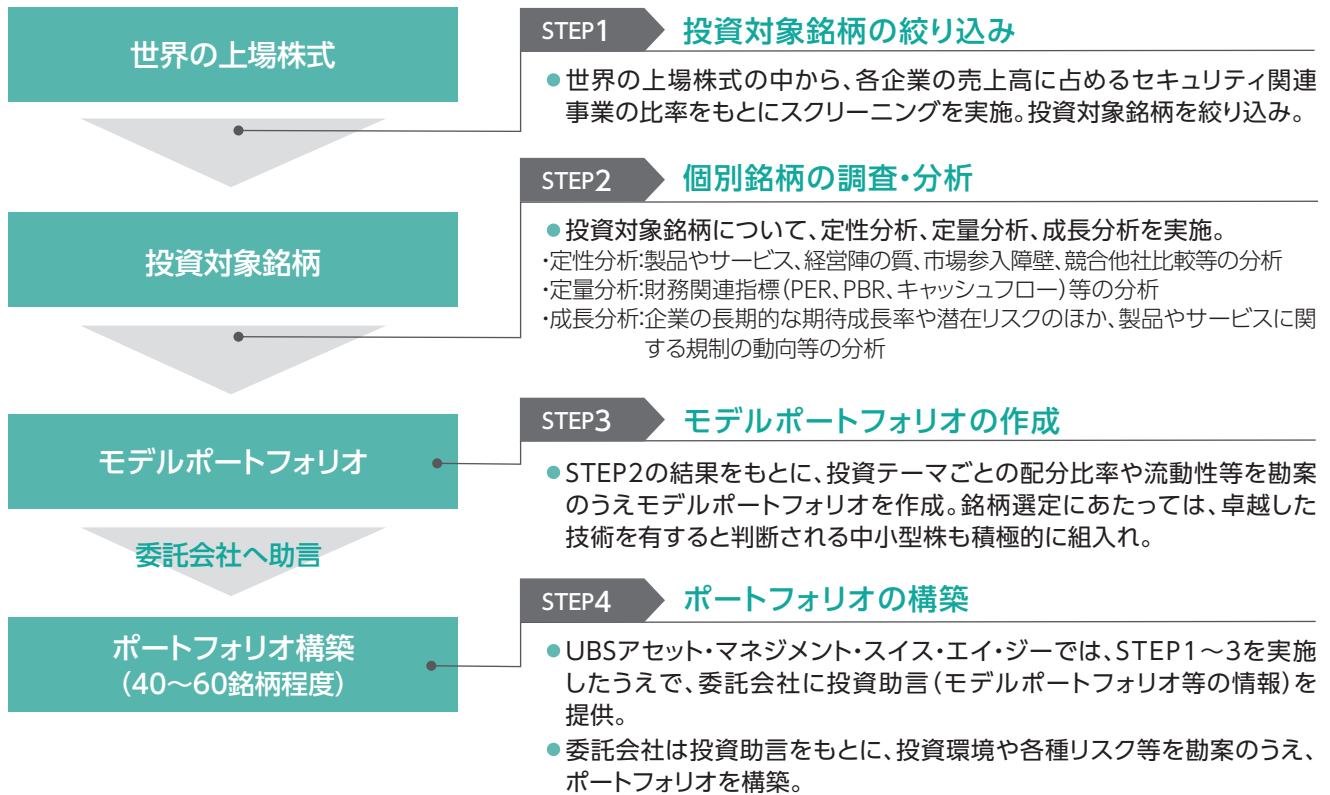 世界の上場株式
STEP1 投資対象銘柄の絞り込み
●世界の上場株式の中から、各企業の売上高に占めるセキュリティ関連
事業の比率をもとにスクリーニングを実施。投資対象銘柄を絞り込み。
投資対象銘柄
STEP2 個別銘柄の調査・分析
●投資対象銘柄について、定性分析、定量分析、成長分析を実施。
・定性分析:製品やサービス、経営陣の質、市場参入障壁、競合他社比較等の分析
・定量分析:財務関連指標(PER、PBR、キャッシュフロー)等の分析
・成長分析:企業の長期的な期待成長率や潜在リスクのほか、製品やサービスに関
する規制の動向等の分析
モデルポートフォリオ
委託会社へ助言
STEP3 モデルポートフォリオの作成
●STEP2の結果をもとに、投資テーマごとの配分比率や流動性等を勘案
のうえモデルポートフォリオを作成。銘柄選定にあたっては、卓越した
技術を有すると判断される中小型株も積極的に組入れ。
ポートフォリオ構築
(40～60銘柄程度)
STEP4 ポートフォリオの構築
●UBSアセット・マネジメント・スイス・エイ・ジーでは、STEP1～3を実施
したうえで、委託会社に投資助言(モデルポートフォリオ等の情報)を
提供。
●委託会社は投資助言をもとに、投資環境や各種リスク等を勘案のうえ、
ポートフォリオを構築。